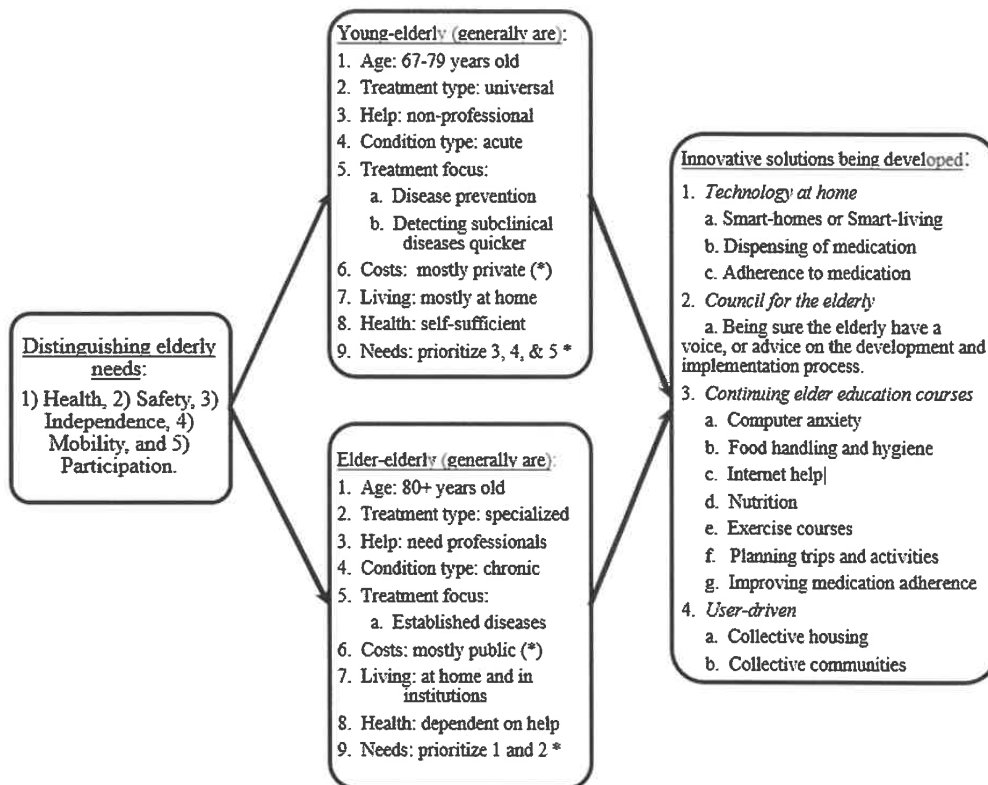 Distinguishing elderly
needs:
1) Health, 2) Safety, 3)
Independence, 4)
Mobility, and 5)
Participation.
Young-elderly (generally are):
1. Age: 67-79 years old
2. Treatment type: universal
3. Help: non-professional
4. Condition type: acute
5. Treatment focus:
a. Disease prevention
b. Detecting subclinical
diseases quicker
6. Costs: mostly private (*)
7. Living: mostly at home
8. Health: self-sufficient
9. Needs: prioritize 3, 4, & 5 *
Elder-elderly (generally are):
1. Age: 80+ years old
2. Treatment type: specialized
3. Help: need professionals
4. Condition type: chronic
5. Treatment focus:
a. Established diseases
6. Costs: mostly public (*)
7. Living: at home and in
institutions
8. Health: dependent on help
9. Needs: prioritize 1 and 2 *
Innovative solutions being developed:
1. Technology at home
a. Smart-homes or Smart-living
b. Dispensing of medication
c. Adherence to medication
2. Council for the elderly
a. Being sure the elderly have a
voice, or advice on the development and
implementation process.
3. Continuing elder education courses
a. Computer anxiety
b. Food handling and hygiene
c. Internet help
d. Nutrition
e. Exercise courses
f. Planning trips and activities
g. Improving medication adherence
4. User-driven
a. Collective housing
b. Collective communities